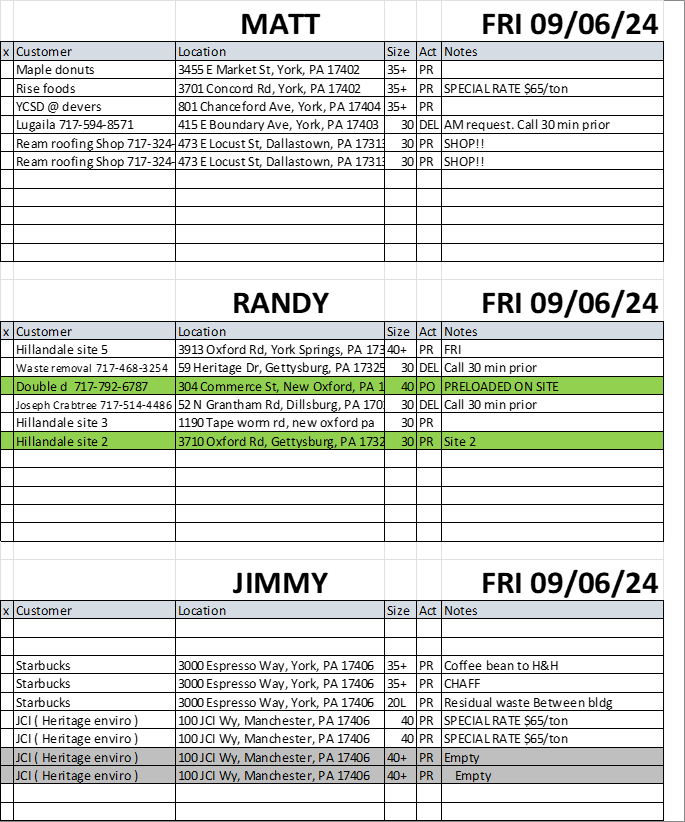 MATT FRI 09/06/24
x Customer Location Size Act Notes
Maple donuts 3455 E Market St, York, PA 17402 35+ PR
Rise foods 3701 Concord Rd, York, PA 17402 35+ PR SPECIAL RATE $65/ton
YCSD @ devers 801 Chanceford Ave, York, PA 17404 35+ PR
Lugaila 717-594-8571 415 E Boundary Ave, York, PA 17403 30 DEL AM request. Call 30 min prior
Ream roofing Shop 717-324- 473 E Locust St, Dallastown, PA 17313 30 PR SHOP!!
Ream roofing Shop 717-324- 473 E Locust St, Dallastown, PA 17313 30 PR SHOP!!
RANDY FRI 09/06/24
x Customer Location Size Act Notes
Hillandale site 5 3913 Oxford Rd, York Springs, PA 173 40+ PR FRI
Waste removal 717-468-3254 59 Heritage Dr, Gettysburg, PA 17325 30 DEL Call 30 min prior
Double d 717-792-6787 304 Commerce St, New Oxford, PA 1 40 PO PRELOADED ON SITE
Joseph Crabtree 717-514-4486 52 N Grantham Rd, Dillsburg, PA 170 30 DEL Call 30 min prior
Hillandale site 3 1190 Tape worm rd, new oxford pa 30 PR
Hillandale site 2 3710 Oxford Rd, Gettysburg, PA 1732 30 PR Site 2
JIMMY FRI 09/06/24
x Customer Location Size Act Notes
Starbucks 3000 Espresso Way, York, PA 17406 35+ PR Coffee bean to H&H
Starbucks 3000 Espresso Way, York, PA 17406 35+ PR CHAFF
Starbucks 3000 Espresso Way, York, PA 17406 20L PR Residual waste Between bldg
JCI ( Heritage enviro ) 100 JCI Wy, Manchester, PA 17406 40 PR SPECIAL RATE $65/ton
JCI ( Heritage enviro ) 100 JCI Wy, Manchester, PA 17406 40 PR SPECIAL RATE $65/ton
JCI ( Heritage enviro ) 100 JCI Wy, Manchester, PA 17406 40+ PR Empty
JCI ( Heritage enviro ) 100 JCI Wy, Manchester, PA 17406 40+ PR Empty